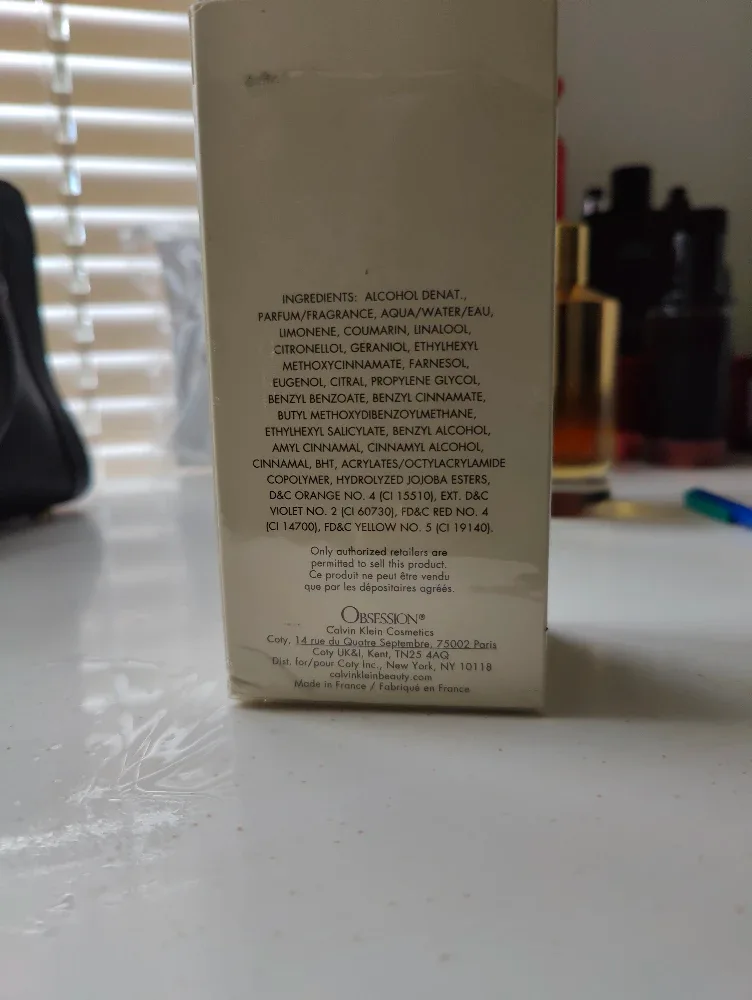 INGREDIENTS: ALCOHOL DENAT.,
PARFUM/FRAGRANCE, AQUA/WATER/EAU,
LIMONENE, COUMARIN, LINALOOL,
CITRONELLOL, GERANIOL, ETHYLHEXYL
METHOXYCINNAMATE, FARNESOL,
EUGENOL, CITRAL, PROPYLENE GLYCOL,
BENZYL BENZOATE, BENZYL CINNAMATE,
BUTYL METHOXYDIBENZOYLMETHANE,
ETHYLHEXYL SALICYLATE, BENZYL ALCOHOL,
AMYL CINNAMAL, CINNAMYL ALCOHOL,
CINNAMAL, BHT, ACRYLATES/OCTYLACRYLAMIDE
COPOLYMER, HYDROLYZED JOJOBA ESTERS,
D&C ORANGE NO. 4 (CI 15510), EXT. D&C
VIOLET NO. 2 (CI 60730), FD&C RED NO. 4
(CI 14700), FD&C YELLOW NO. 5 (CI 19140).
Only authorized retailers are
permitted to sell this product.
Ce produit ne peut être vendu
que par les dépositaires agréés.
OBSESSION®
Calvin Klein Cosmetics
Coty, 14 rue du Quatre Septembre, 75002 Paris
Coty UK&I, Kent, TN25 4AQ
Dist. for/pour Coty Inc., New York, NY 10118
calvinkleinbeauty.com
Made in France / Fabriqué en France